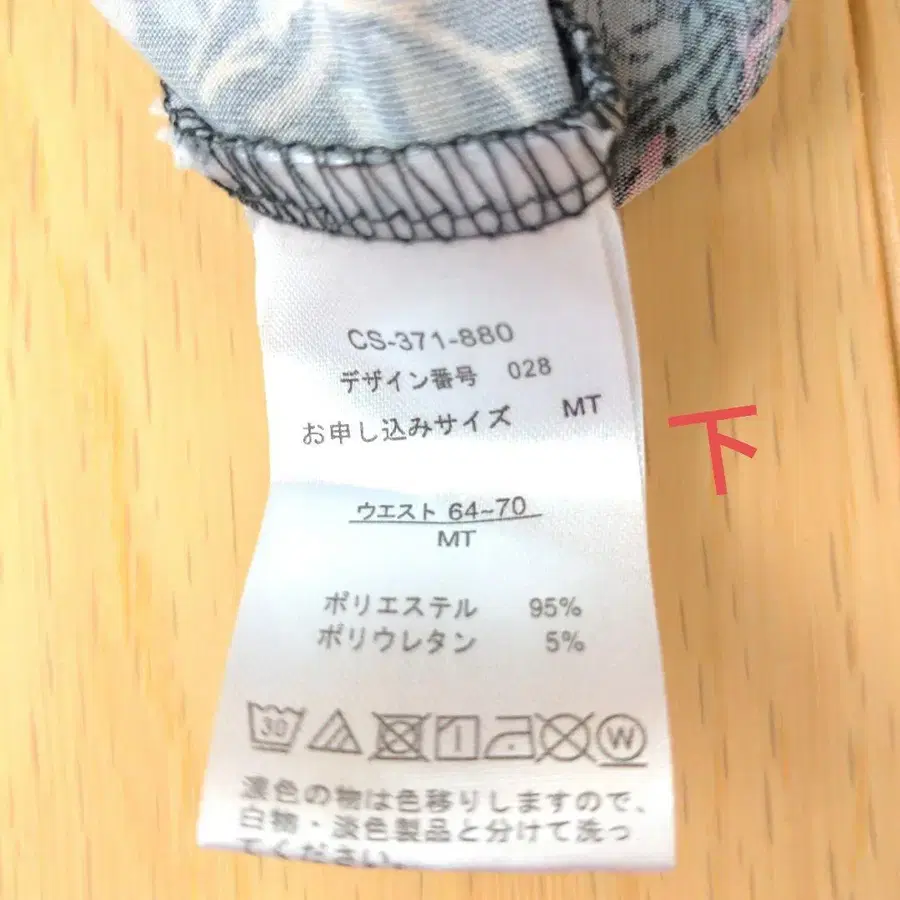 CS-371-880
デザイン番号 028
お申し込みサイズ MT
下
ウエスト 64~70
MT
ポリエステル 95%
ポリウレタン 5%
30 W
濃色の物は色移りしますので、
白物・淡色製品と分けて洗っ
てください。